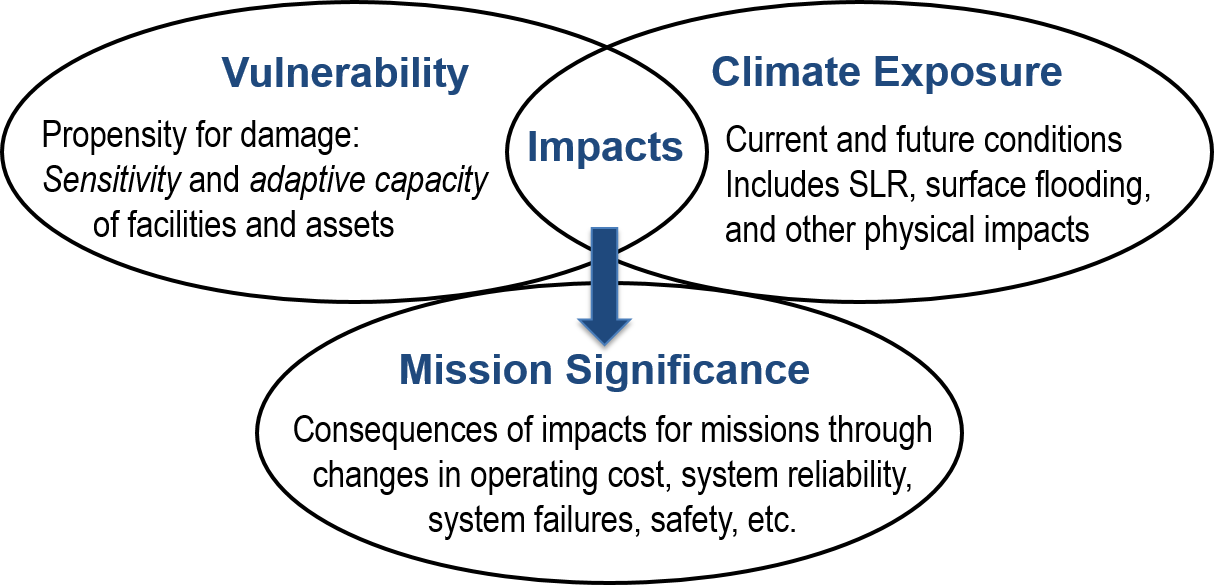 Vulnerability
Propensity for damage:
Sensitivity and adaptive capacity
of facilities and assets
Impacts
Climate Exposure
Current and future conditions
Includes SLR, surface flooding,
and other physical impacts
Mission Significance
Consequences of impacts for missions through
changes in operating cost, system reliability,
system failures, safety, etc.